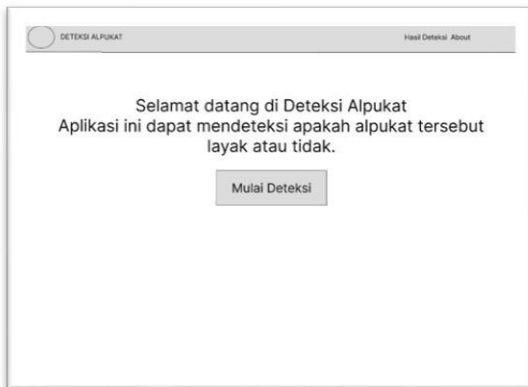 DETEKSI ALPUKAT
Hasil Deteksi About
Selamat datang di Deteksi Alpukat
Aplikasi ini dapat mendeteksi apakah alpukat tersebut
layak atau tidak.
Mulai Deteksi